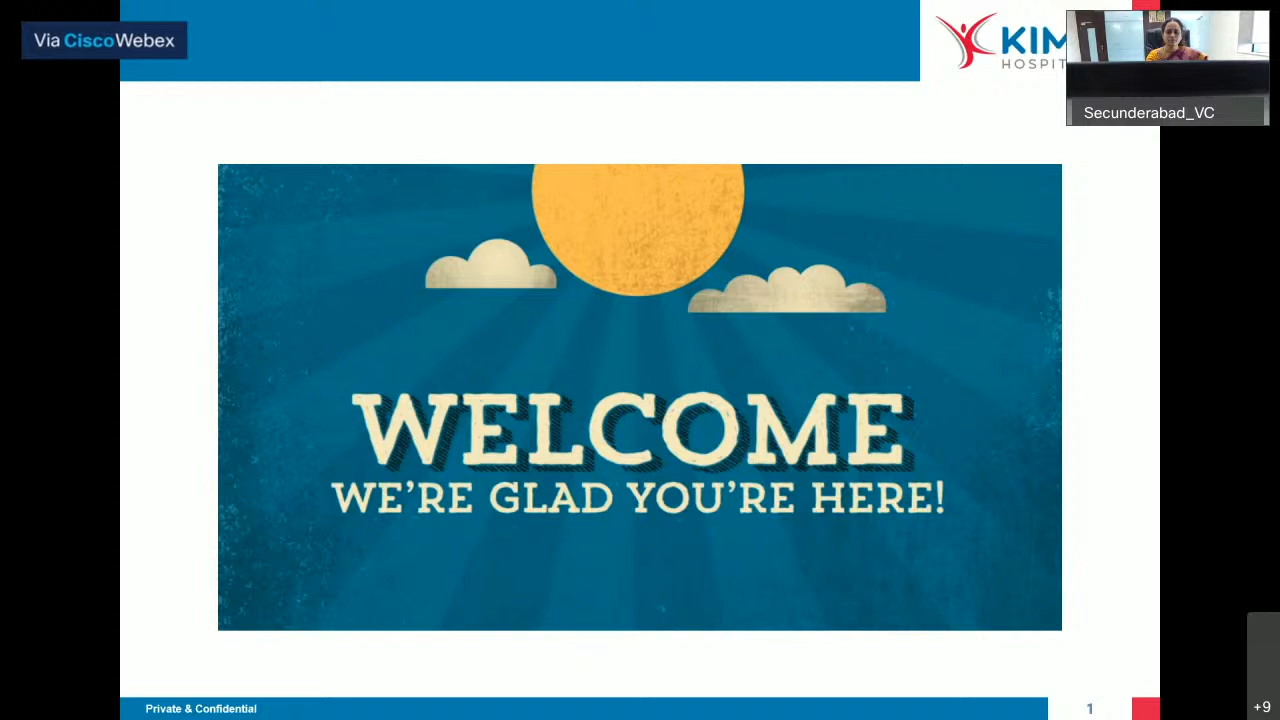 Via CiscoWebex
KIM
HOSPIT
Secunderabad_VC
WELCOME
WE'RE GLAD YOU'RE HERE!
Private & Confidential
1
+9